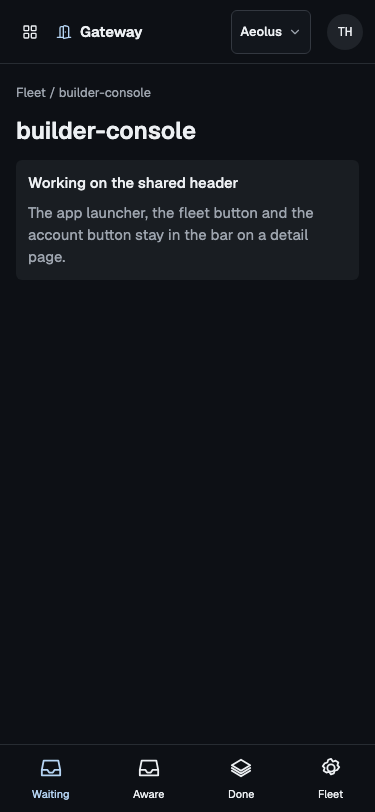 Gateway
Aeolus
TH
Fleet / builder-console
builder-console
Working on the shared header
The app launcher, the fleet button and the
account button stay in the bar on a detail
page.
Waiting
Aware
Done
Fleet